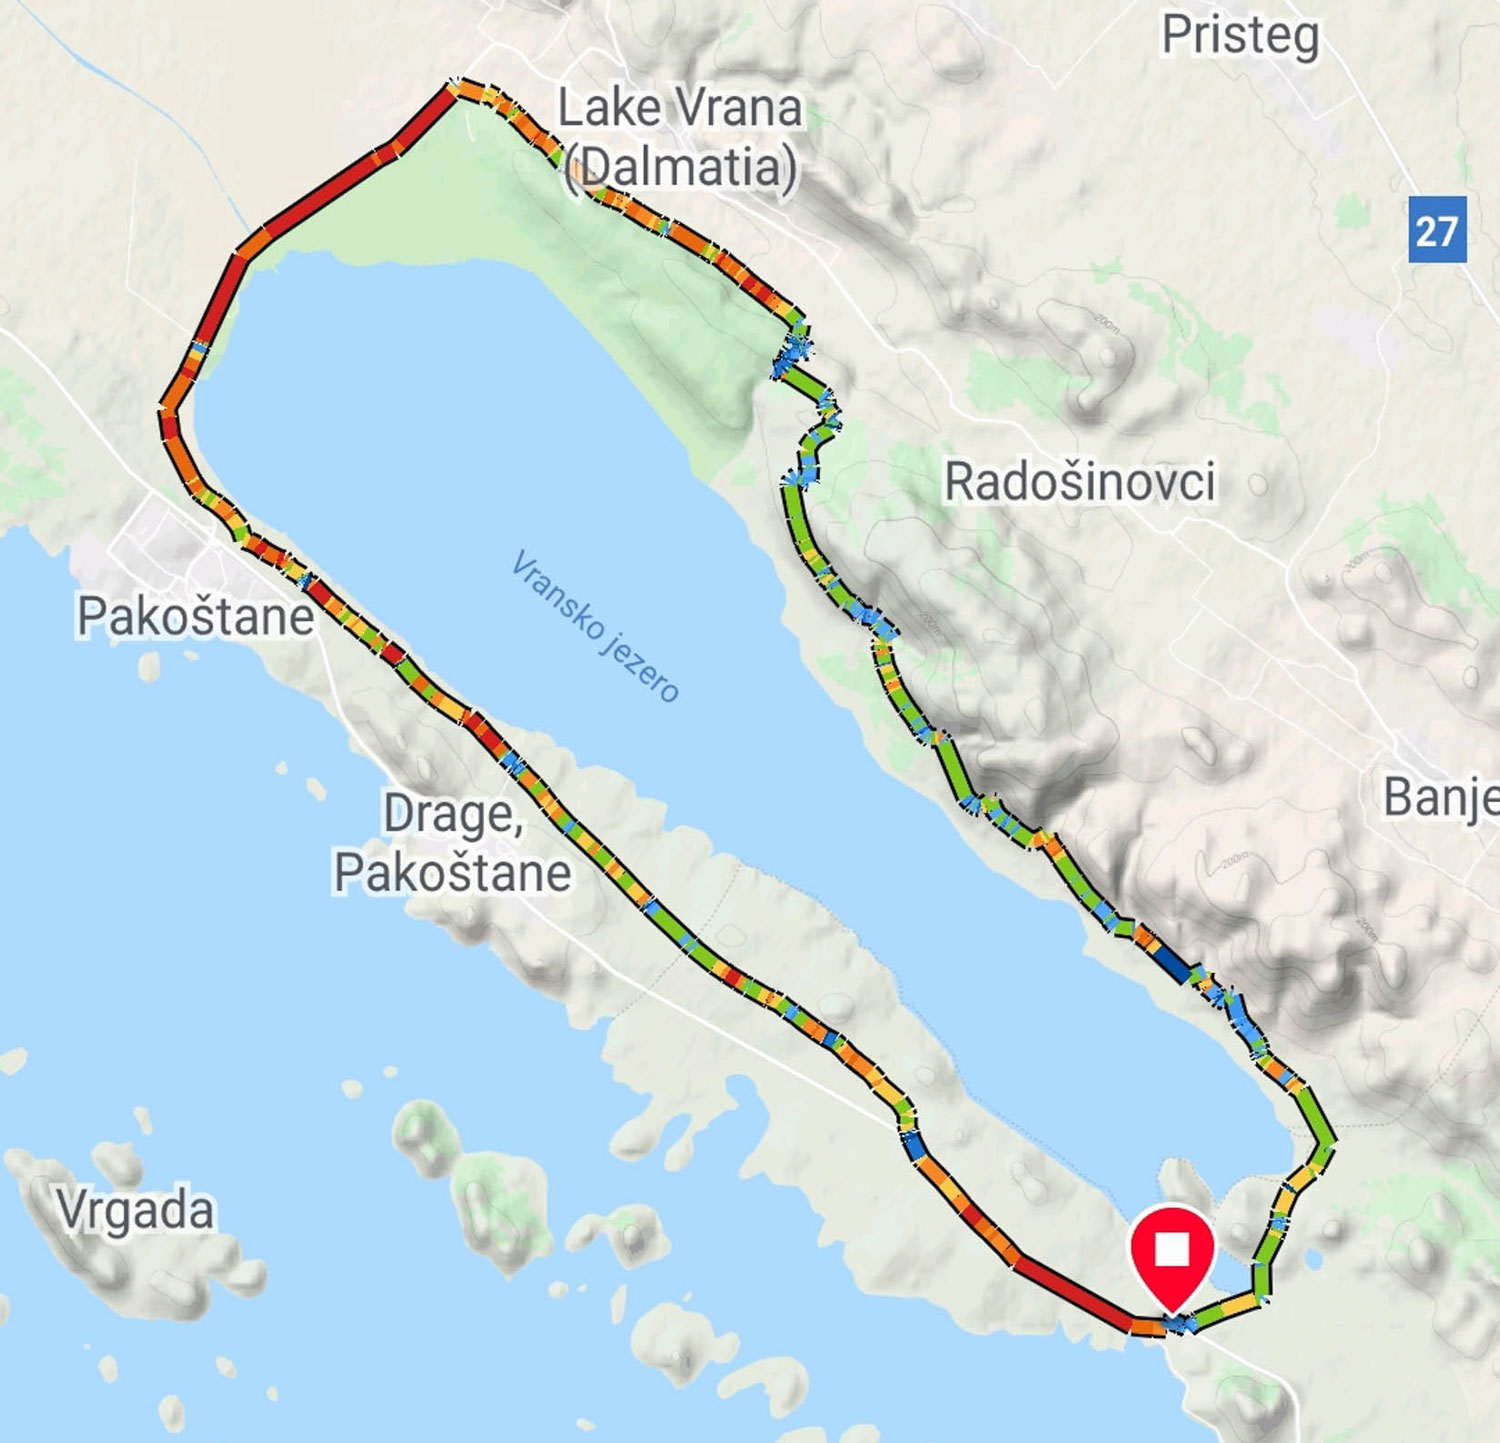 Pristeg
Lake Vrana
(Dalmatia)
27
-200m
Radošinovci
-200m
Vransko jezero
200m
Pakoštane
Banje
Drage,
Pakoštane
-200m
200m
Vrgada